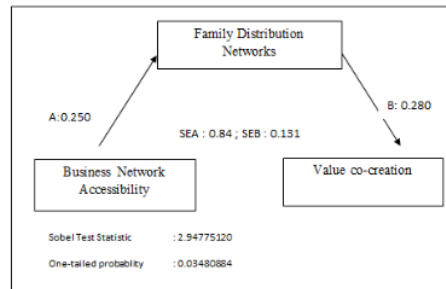 Family Distribution
Networks
A:0.250
B: 0.280
SEA : 0.84 ; SEB : 0.131
Business Network
Accessibility
Value co-creation
Sobel Test Statistic : 2.94775120
One-tailed probablity : 0.03480884